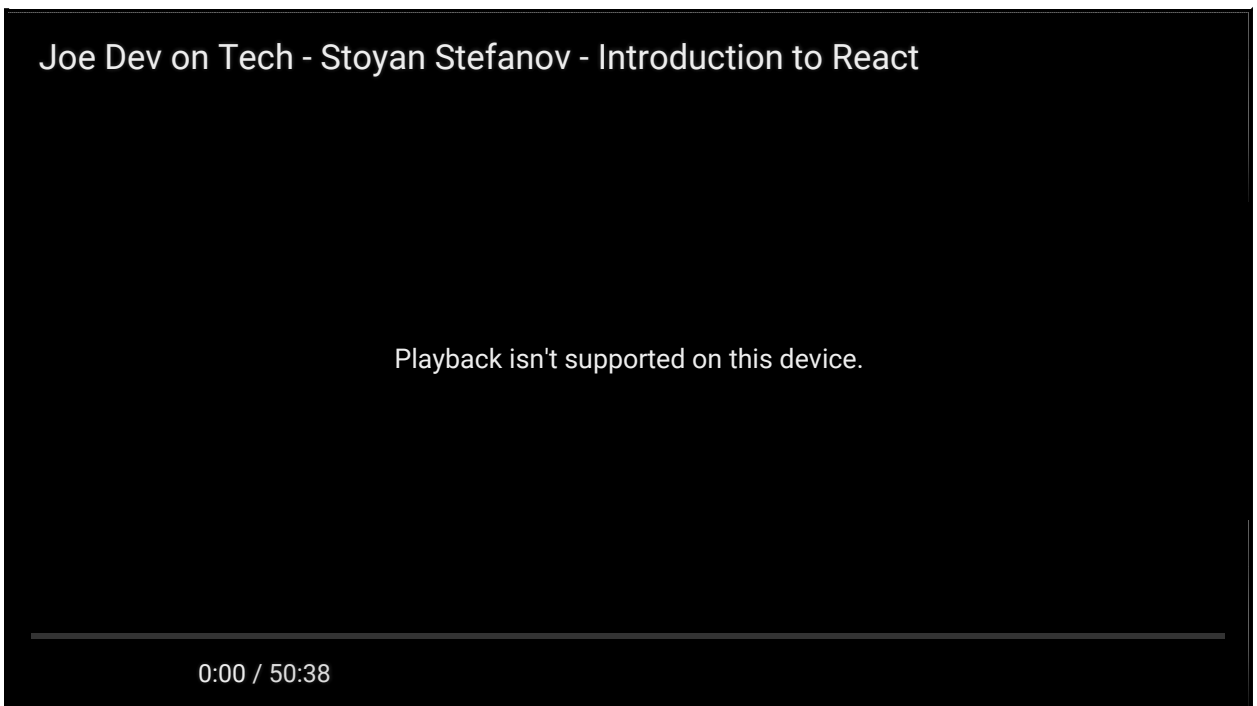 Joe Dev on Tech - Stoyan Stefanov - Introduction to React
Playback isn't supported on this device.
0:00 / 50:38